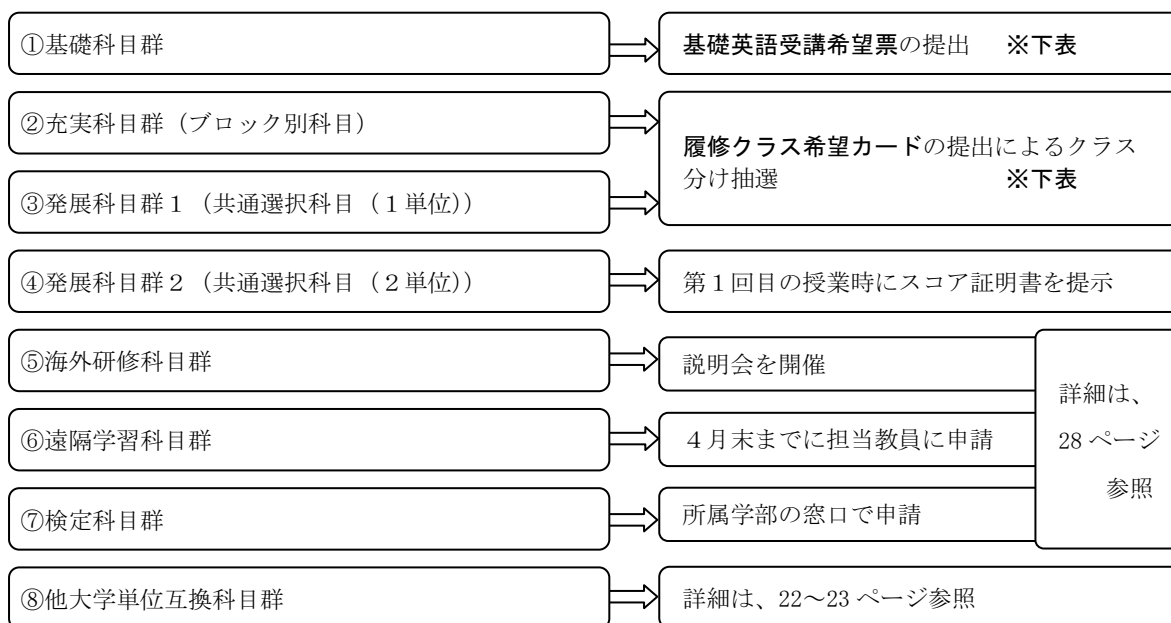 ①基礎科目群
基礎英語受講希望票の提出　※下表
②充実科目群（ブロック別科目）
履修クラス希望カードの提出によるクラス
分け抽選　※下表
③発展科目群１（共通選択科目（１単位））
④発展科目群２（共通選択科目（２単位））
第１回目の授業時にスコア証明書を提示
⑤海外研修科目群
説明会を開催
⑥遠隔学習科目群
４月末までに担当教員に申請
⑦検定科目群
所属学部の窓口で申請
詳細は、
28 ページ
参照
⑧他大学単位互換科目群
詳細は、22～23 ページ参照